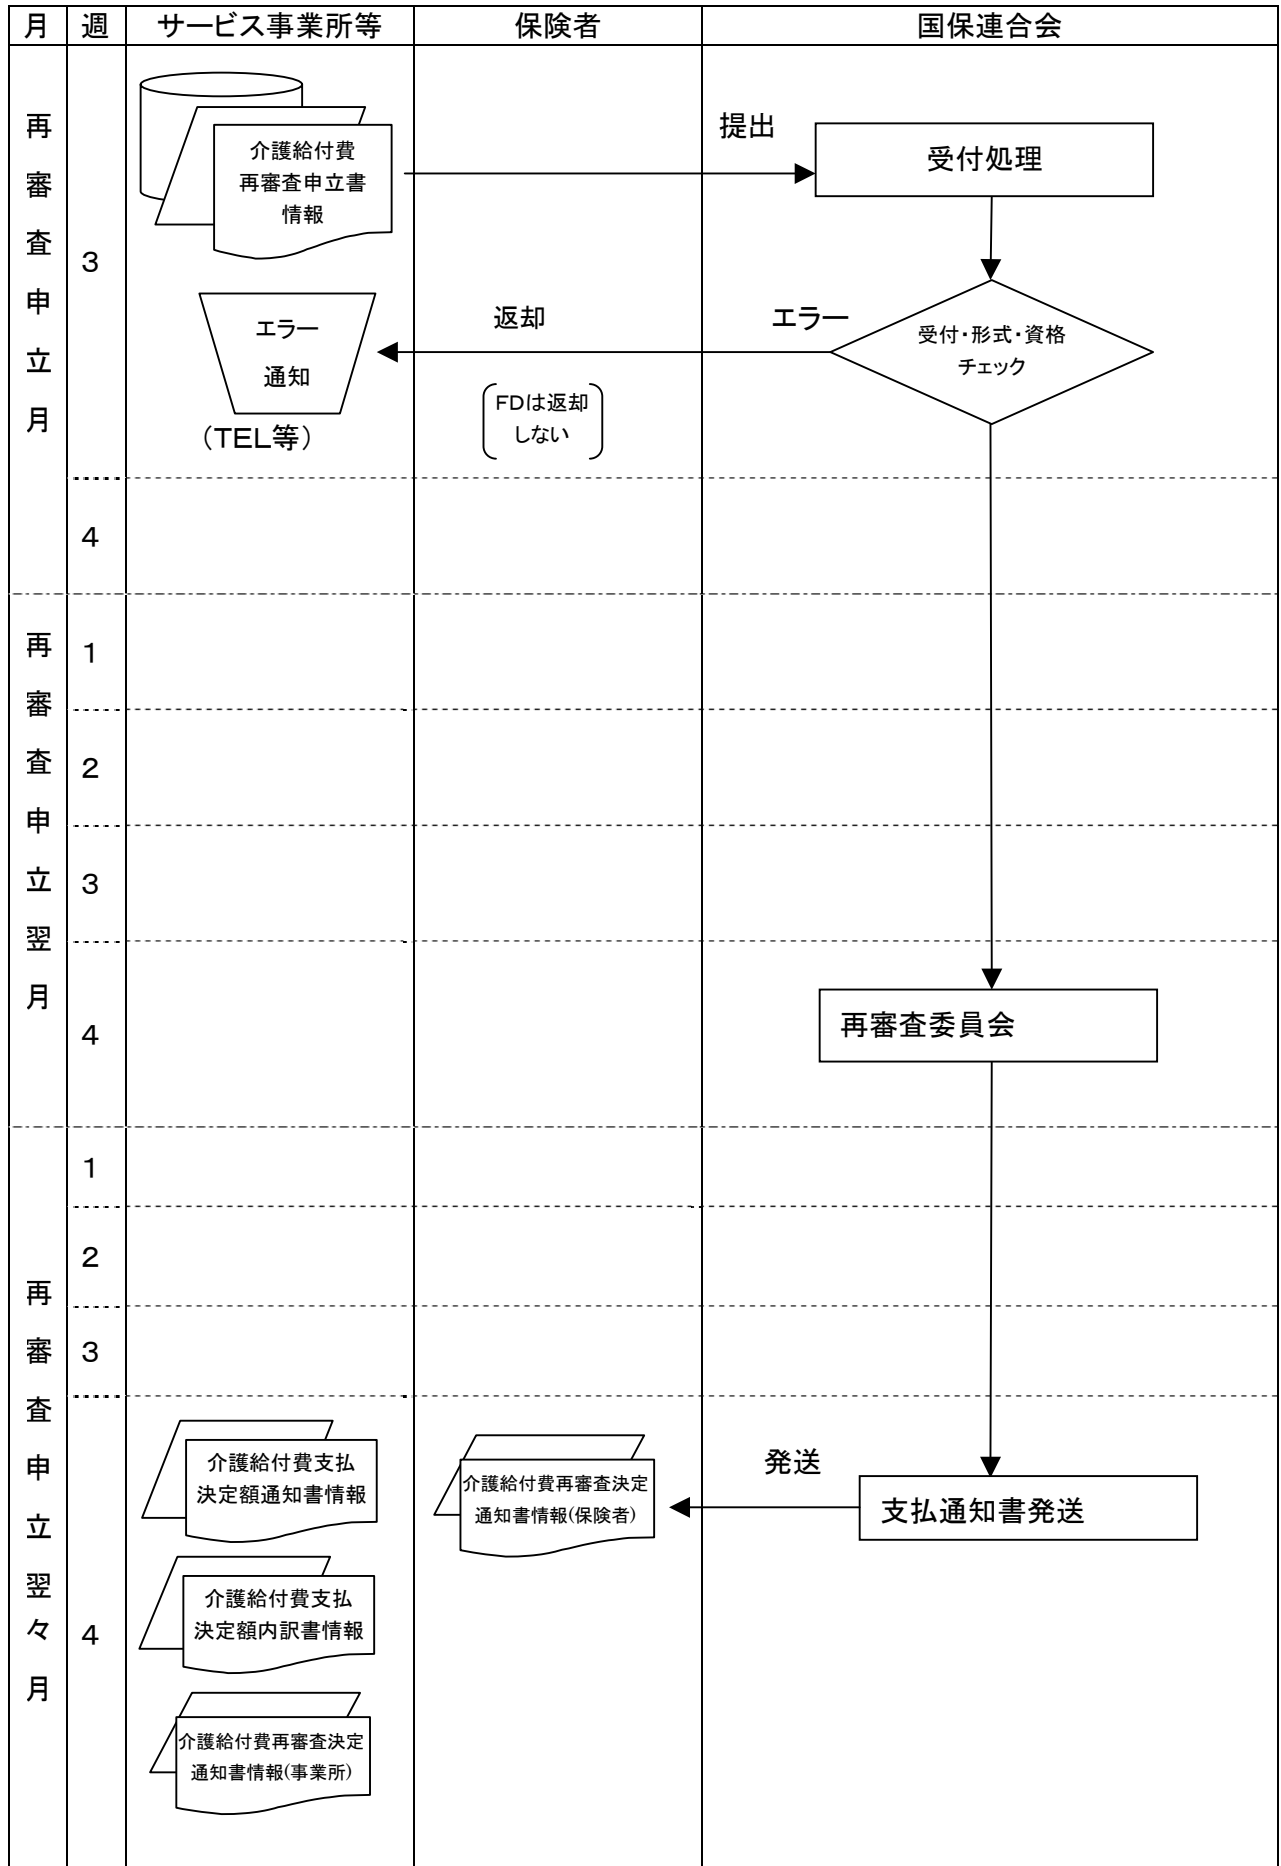 月 週 サービス事業所等 保険者 国保連合会
再審査申立月
3
介護給付費
再審査申立書
情報
提出
受付処理
エラー
通知
(TEL等)
返却
FDは返却
しない
エラー
受付・形式・資格
チェック
4
再審査申立翌月
1
2
3
4
再審査委員会
再審査申立翌々月
1
2
3
4
介護給付費支払
決定額通知書情報
介護給付費再審査決定
通知書情報(保険者)
発送
支払通知書発送
介護給付費支払
決定額内訳書情報
介護給付費再審査決定
通知書情報(事業所)